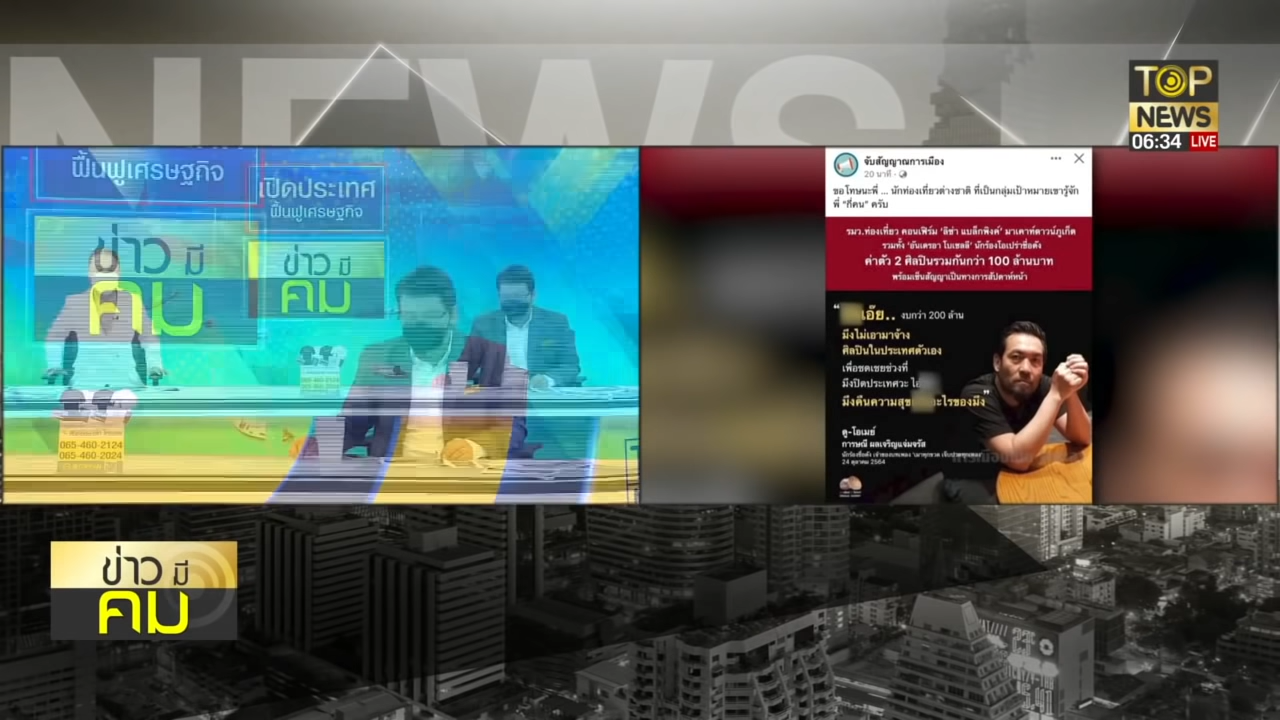 NEWS
TOP
NEWS
06:34 LIVE
ฟื้นฟูเศรษฐกิจ
เปิดประเทศ
ฟื้นฟูเศรษฐกิจ
ข่าว มี
คม
ข่าว มี
คม
065-460-2124
065-460-2024
จับสัญญาณการเมือง
20 นาที
ขอโทษนะพี่ ... นักท่องเที่ยวต่างชาติ ที่เป็นกลุ่มเป้าหมายเขารู้จัก
พี่ "กี่คน" ครับ
รมว.ท่องเที่ยว คอนเฟิร์ม 'ลิซ่า แบล็กพิงค์' มาเคาท์ดาวน์ภูเก็ต
รวมทั้ง 'อันเดรอา โบเชลลี' นักร้องโอเปร่าชื่อดัง
ค่าตัว 2 ศิลปินรวมกันกว่า 100 ล้านบาท
พร้อมเซ็นสัญญาเป็นทางการสัปดาห์หน้า
"เอ๊ย.. งบกว่า 200 ล้าน
มึงไม่เอามาจ้าง
ศิลปินในประเทศตัวเอง
เพื่อชดเชยช่วงที่
มึงปิดประเทศวะ ไอ
มึงคืนความสุข อะไรของมึง"
ตู-โอเมย์
การษณี ผลเจริญแจ่มจรัส
24 ตุลาคม 2564
ข่าว มี
คม